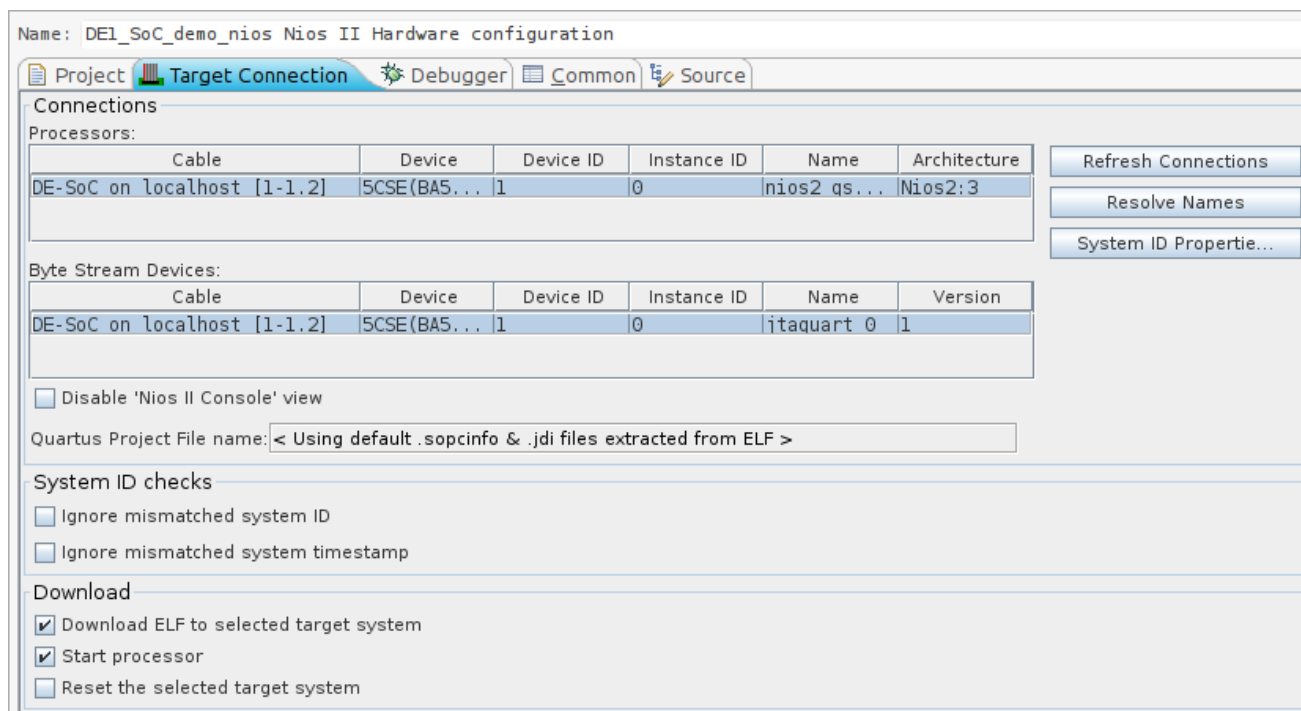 Name: DE1_SoC_demo_nios Nios II Hardware configuration
Project Target Connection Debugger Common Source
Connections
Processors:
Cable Device Device ID Instance ID Name Architecture
DE-SoC on localhost [1-1.2] 5CSE(BA5... 1 0 nios2_qs... Nios2:3
Refresh Connections
Resolve Names
System ID Propertie...
Byte Stream Devices:
Cable Device Device ID Instance ID Name Version
DE-SoC on localhost [1-1.2] 5CSE(BA5... 1 0 jtaguart_0 1
Disable 'Nios II Console' view
Quartus Project File name: < Using default .sopcinfo & .jdi files extracted from ELF >
System ID checks
Ignore mismatched system ID
Ignore mismatched system timestamp
Download
Download ELF to selected target system
Start processor
Reset the selected target system